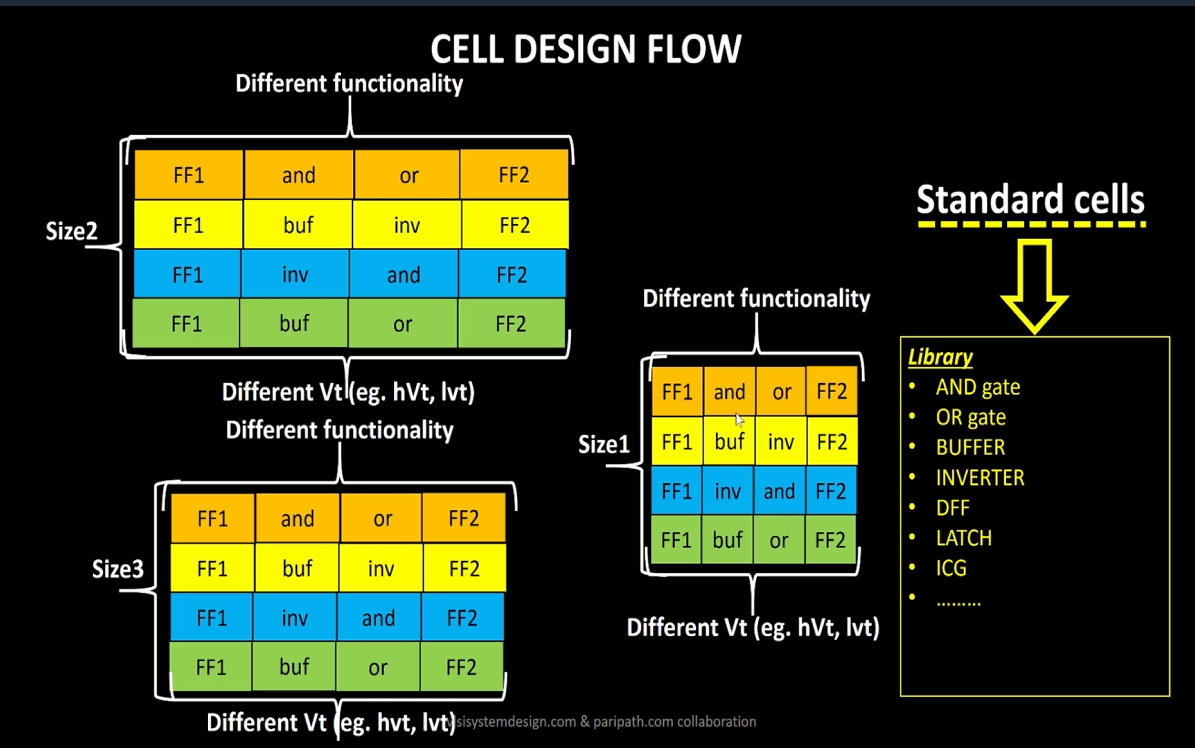 CELL DESIGN FLOW
Different functionality
Size2
FF1 and or FF2
FF1 buf inv FF2
FF1 inv and FF2
FF1 buf or FF2
Different Vt (eg. hVt, lvt)
Different functionality
Size3
FF1 and or FF2
FF1 buf inv FF2
FF1 inv and FF2
FF1 buf or FF2
Different Vt (eg. hvt, lvt)
Different functionality
Size1
FF1 and or FF2
FF1 buf inv FF2
FF1 inv and FF2
FF1 buf or FF2
Different Vt (eg. hVt, lvt)
Standard cells
Library
• AND gate
• OR gate
• BUFFER
• INVERTER
• DFF
• LATCH
• ICG
• .........
& paripath.com collaboration